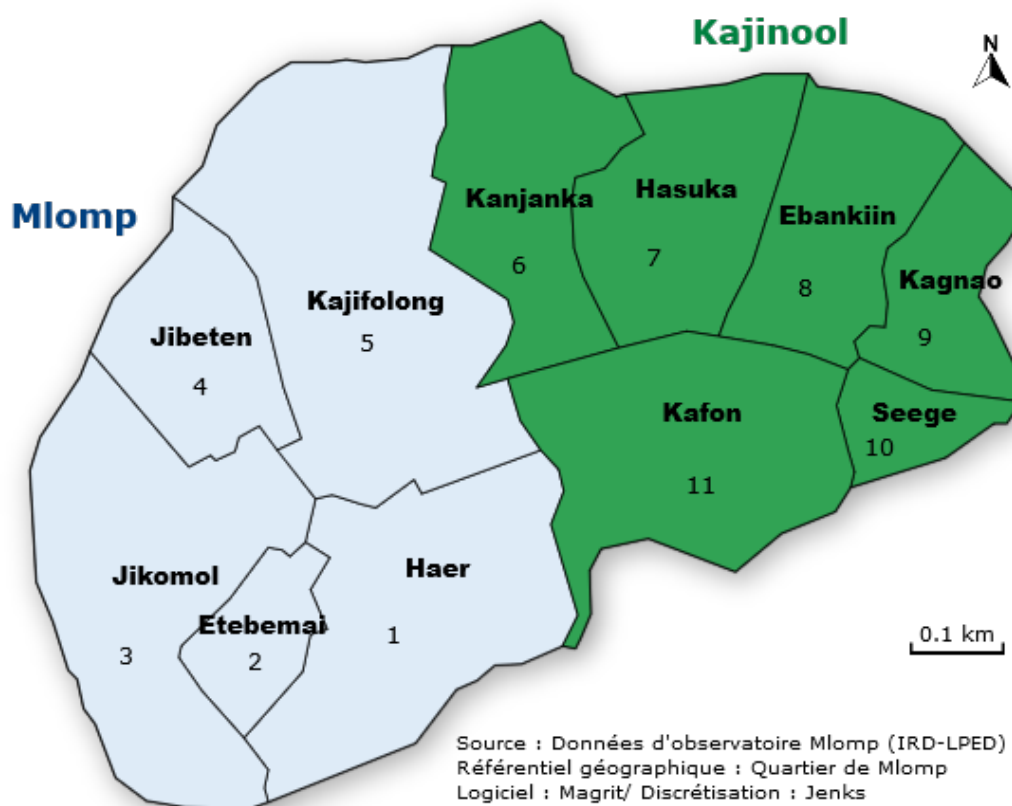 Kajinool
N
Mlomp
Kanjanka
6
Hasuka
7
Ebankiin
8
Kagnao
9
Kajifolong
5
Jibeten
4
Kafon
11
Seege
10
Jikomol
3
Etebemai
2
Haer
1
0.1 km
Source : Données d'observatoire Mlomp (IRD-LPED)
Référentiel géographique : Quartier de Mlomp
Logiciel : Magrit/ Discrétisation : Jenks